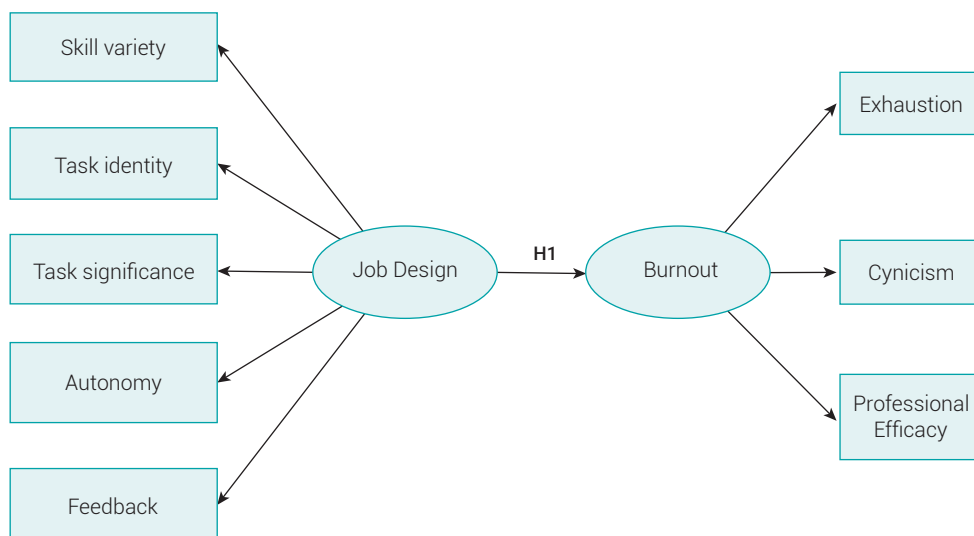 Skill variety
Task identity
Task significance
Autonomy
Feedback
Job Design
H1
Burnout
Exhaustion
Cynicism
Professional
Efficacy